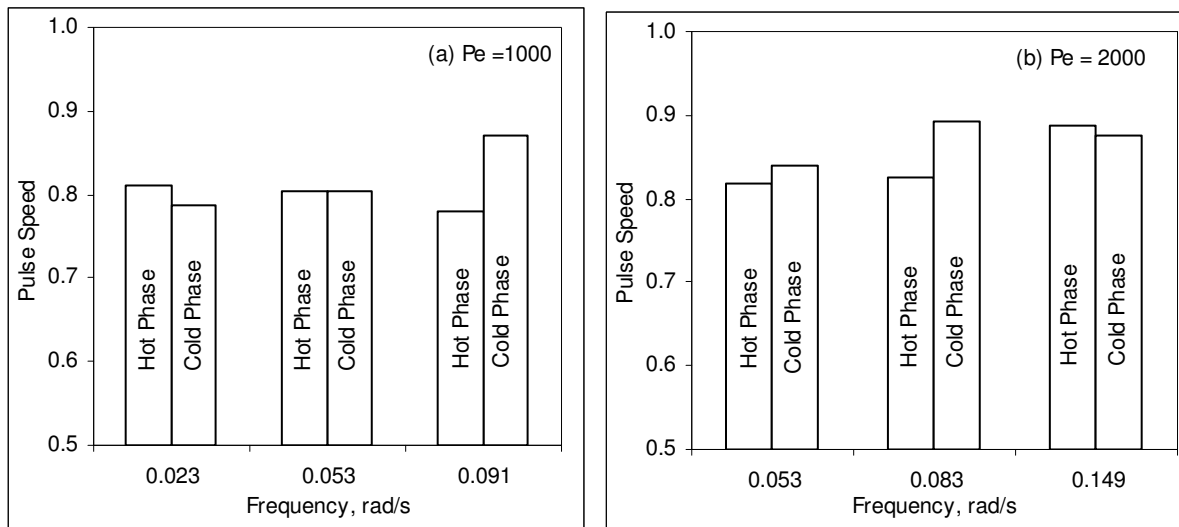 (a) Pe =1000
Pulse Speed
1.0
0.9
0.8
0.7
0.6
0.5
Hot Phase
Cold Phase
Hot Phase
Cold Phase
Hot Phase
Cold Phase
0.023 0.053 0.091
Frequency, rad/s
(b) Pe = 2000
Pulse Speed
1.0
0.9
0.8
0.7
0.6
0.5
Hot Phase
Cold Phase
Hot Phase
Cold Phase
Hot Phase
Cold Phase
0.053 0.083 0.149
Frequency, rad/s